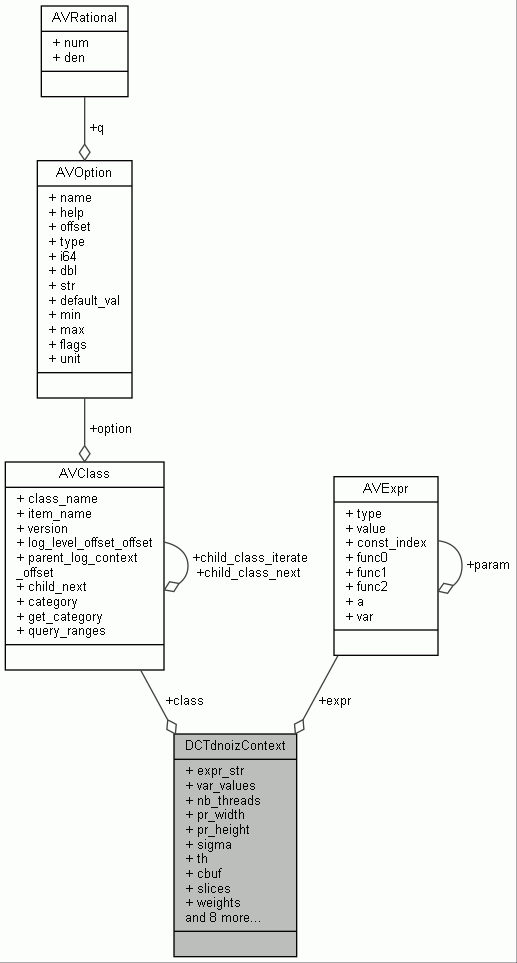 AVRational
+ num
+ den
+q
AVOption
+ name
+ help
+ offset
+ type
+ i64
+ dbl
+ str
+ default_val
+ min
+ max
+ flags
+ unit
+option
AVClass
+ class_name
+ item_name
+ version
+ log_level_offset_offset
+ parent_log_context
_offset
+ child_next
+ category
+ get_category
+ query_ranges
+child_class_iterate
+child_class_next
AVExpr
+ type
+ value
+ const_index
+ func0
+ func1
+ func2
+ a
+ var
+param
+class
+expr
DCTdnoizContext
+ expr_str
+ var_values
+ nb_threads
+ pr_width
+ pr_height
+ sigma
+ th
+ cbuf
+ slices
+ weights
and 8 more...